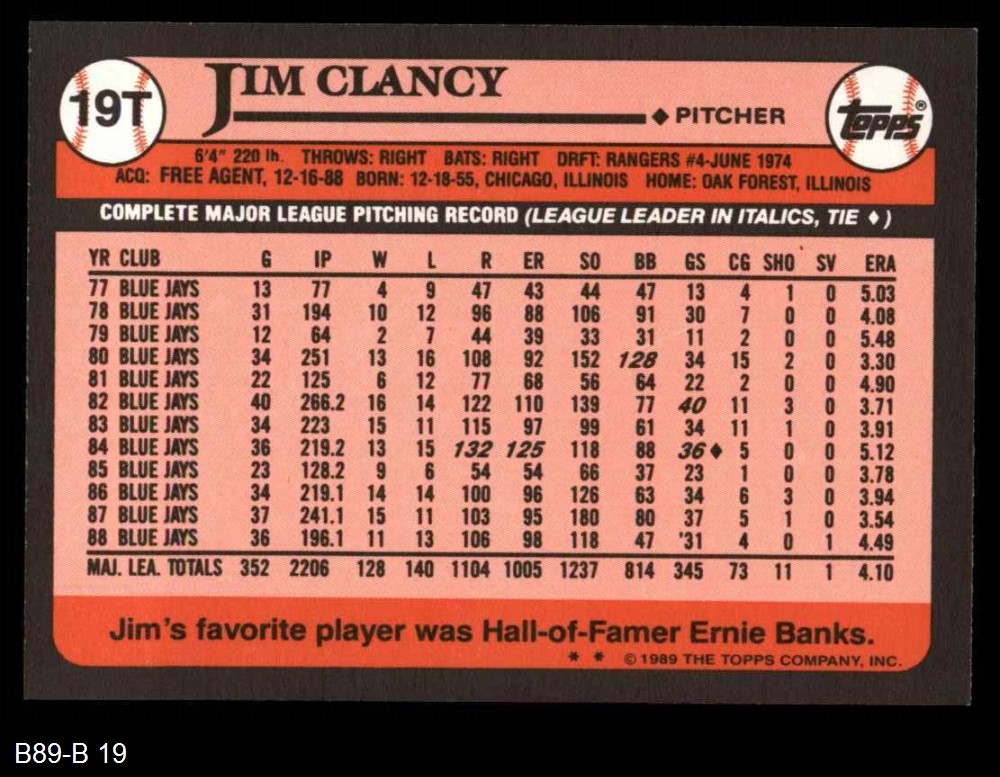 19T
JIM CLANCY
◆ PITCHER
Topps®
6'4" 220 lb. THROWS: RIGHT BATS: RIGHT DRFT: RANGERS #4-JUNE 1974
ACQ: FREE AGENT, 12-16-88 BORN: 12-18-55, CHICAGO, ILLINOIS HOME: OAK FOREST, ILLINOIS
COMPLETE MAJOR LEAGUE PITCHING RECORD (LEAGUE LEADER IN ITALICS, TIE ♦)
YR CLUB G IP W L R ER SO BB GS CG SHO SV ERA
77 BLUE JAYS 13 77 4 9 47 43 44 47 13 4 1 0 5.03
78 BLUE JAYS 31 194 10 12 96 88 106 91 30 7 0 0 4.08
79 BLUE JAYS 12 64 2 7 44 39 33 31 11 2 0 0 5.48
80 BLUE JAYS 34 251 13 16 108 92 152 128 34 15 2 0 3.30
81 BLUE JAYS 22 125 6 12 77 68 56 64 22 2 0 0 4.90
82 BLUE JAYS 40 266.2 16 14 122 110 139 77 40 11 3 0 3.71
83 BLUE JAYS 34 223 15 11 115 97 99 61 34 11 1 0 3.91
84 BLUE JAYS 36 219.2 13 15 132 125 118 88 36♦ 5 0 0 5.12
85 BLUE JAYS 23 128.2 9 6 54 54 66 37 23 1 0 0 3.78
86 BLUE JAYS 34 219.1 14 14 100 96 126 63 34 6 3 0 3.94
87 BLUE JAYS 37 241.1 15 11 103 95 180 80 37 5 1 0 3.54
88 BLUE JAYS 36 196.1 11 13 106 98 118 47 '31 4 0 1 4.49
MAJ. LEA. TOTALS 352 2206 128 140 1104 1005 1237 814 345 73 11 1 4.10
Jim's favorite player was Hall-of-Famer Ernie Banks.
* * ©1989 THE TOPPS COMPANY, INC.
B89-B 19